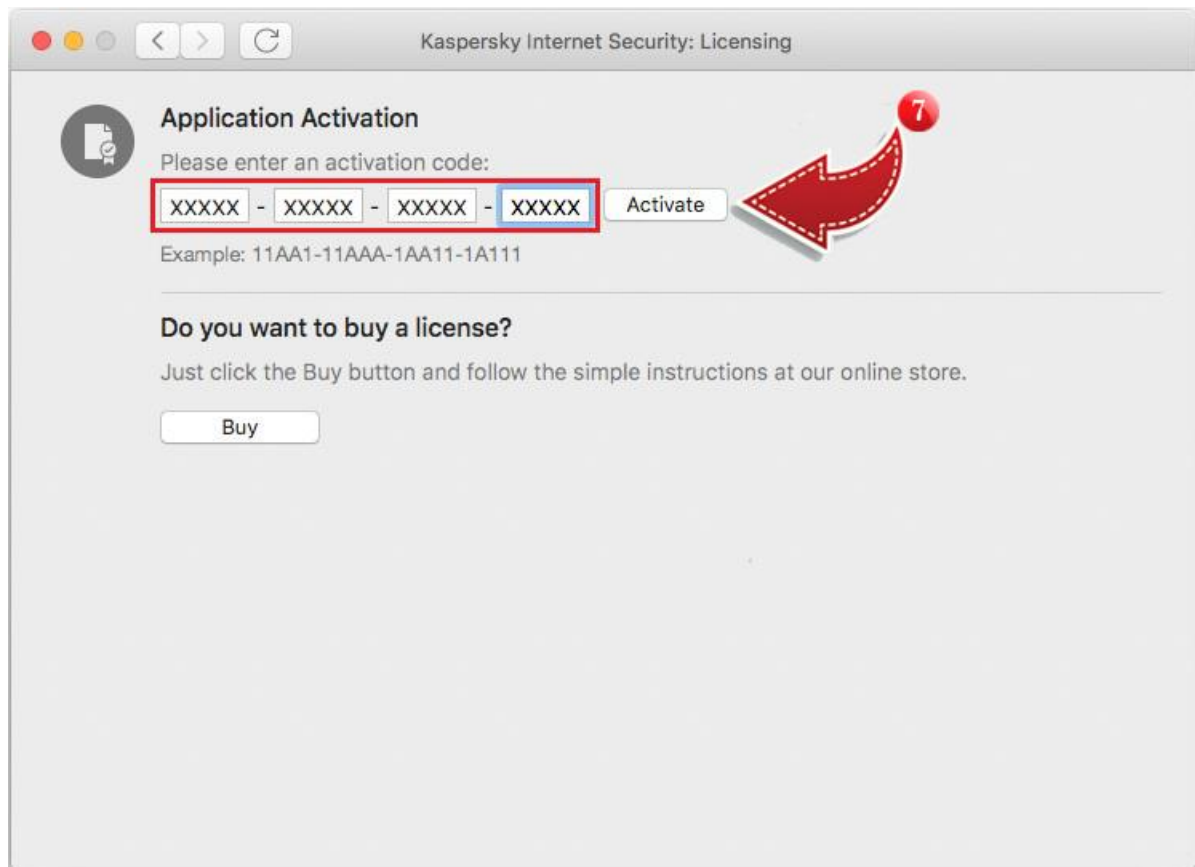 Kaspersky Internet Security: Licensing
Application Activation
7
Please enter an activation code:
XXXXX - XXXXX - XXXXX - XXXXX Activate
Example: 11AA1-11AAA-1AA11-1A111
Do you want to buy a license?
Just click the Buy button and follow the simple instructions at our online store.
Buy